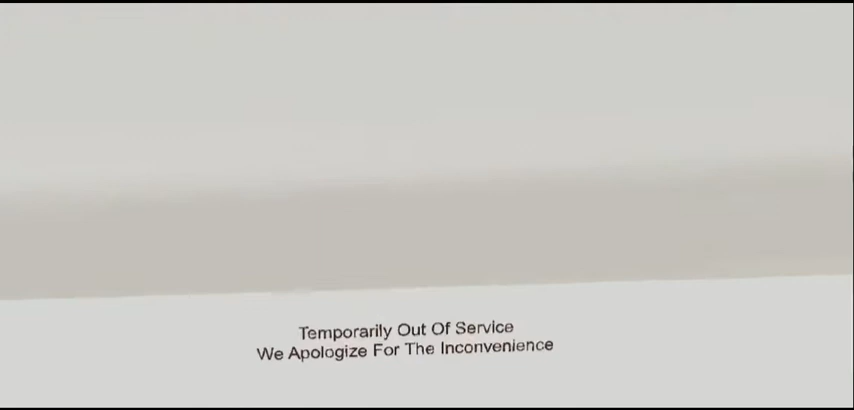 Temporarily Out Of Service
We Apologize For The Inconvenience